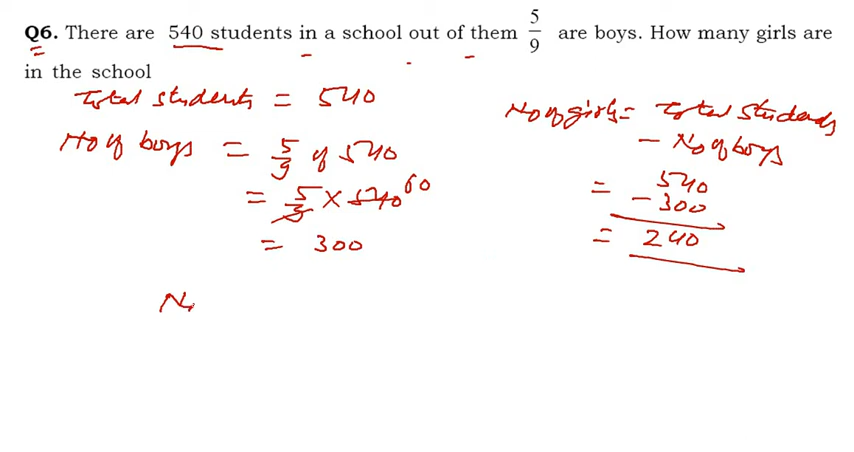 Q6. There are 540 students in a school out of them 5/9 are boys. How many girls are
in the school
Total students = 540
No of boys = 5/9 of 540
= 5/9 × 540 60
= 300
No of girls = Total students
- No of boys
= 540
- 300
= 240
N